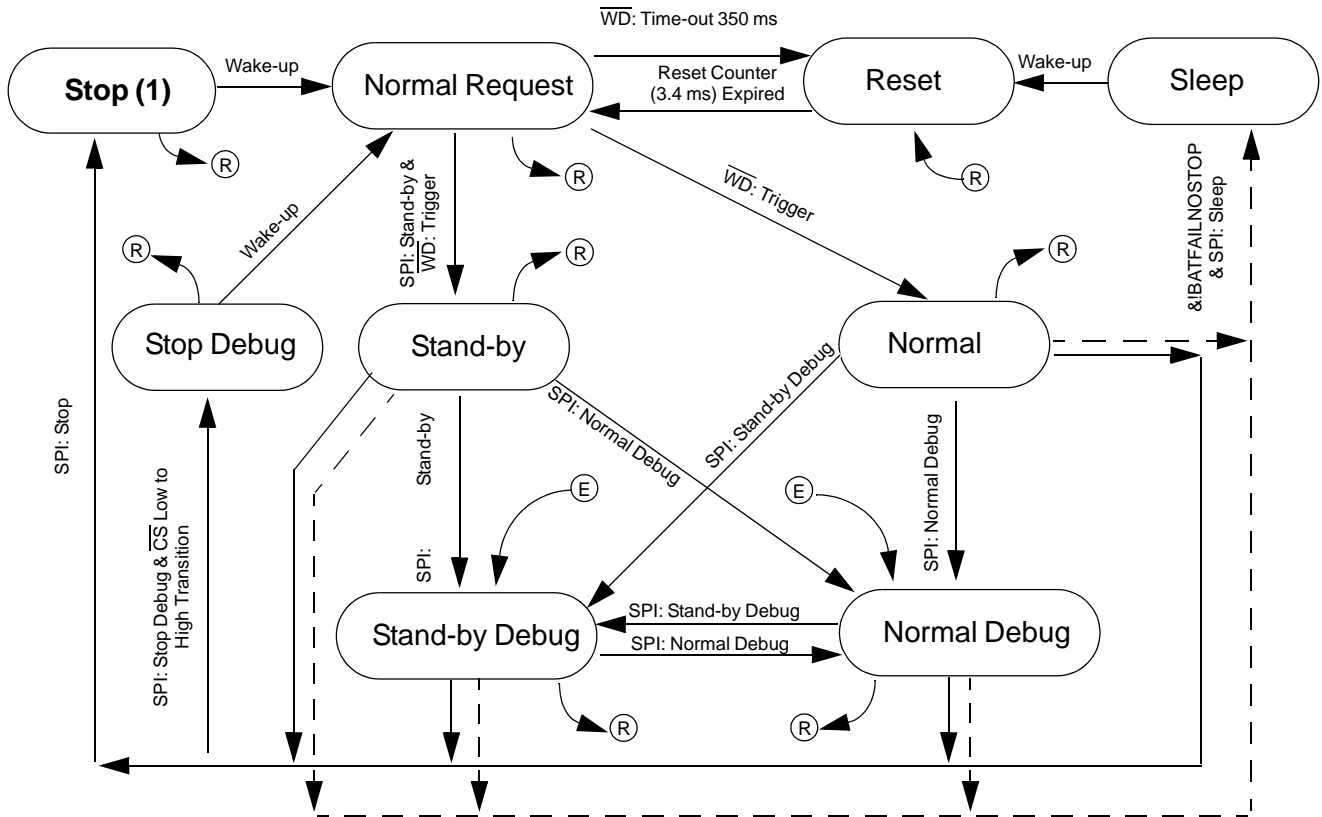 WD: Time-out 350 ms
Stop (1)
Wake-up
Normal Request
Reset Counter
(3.4 ms) Expired
Reset
Wake-up
Sleep
R
R
R
SPI: Stand-by &
WD: Trigger
WD: Trigger
&!BATFAILNOSTOP
& SPI: Sleep
Wake-up
R
R
R
Stop Debug
Stand-by
Normal
SPI: Stop
SPI: Stand-by
SPI: Normal Debug
SPI: Stand-by Debug
SPI: Normal Debug
E
E
SPI: Stop Debug & CS Low to
High Transition
Stand-by Debug
SPI: Stand-by Debug
SPI: Normal Debug
Normal Debug
R
R